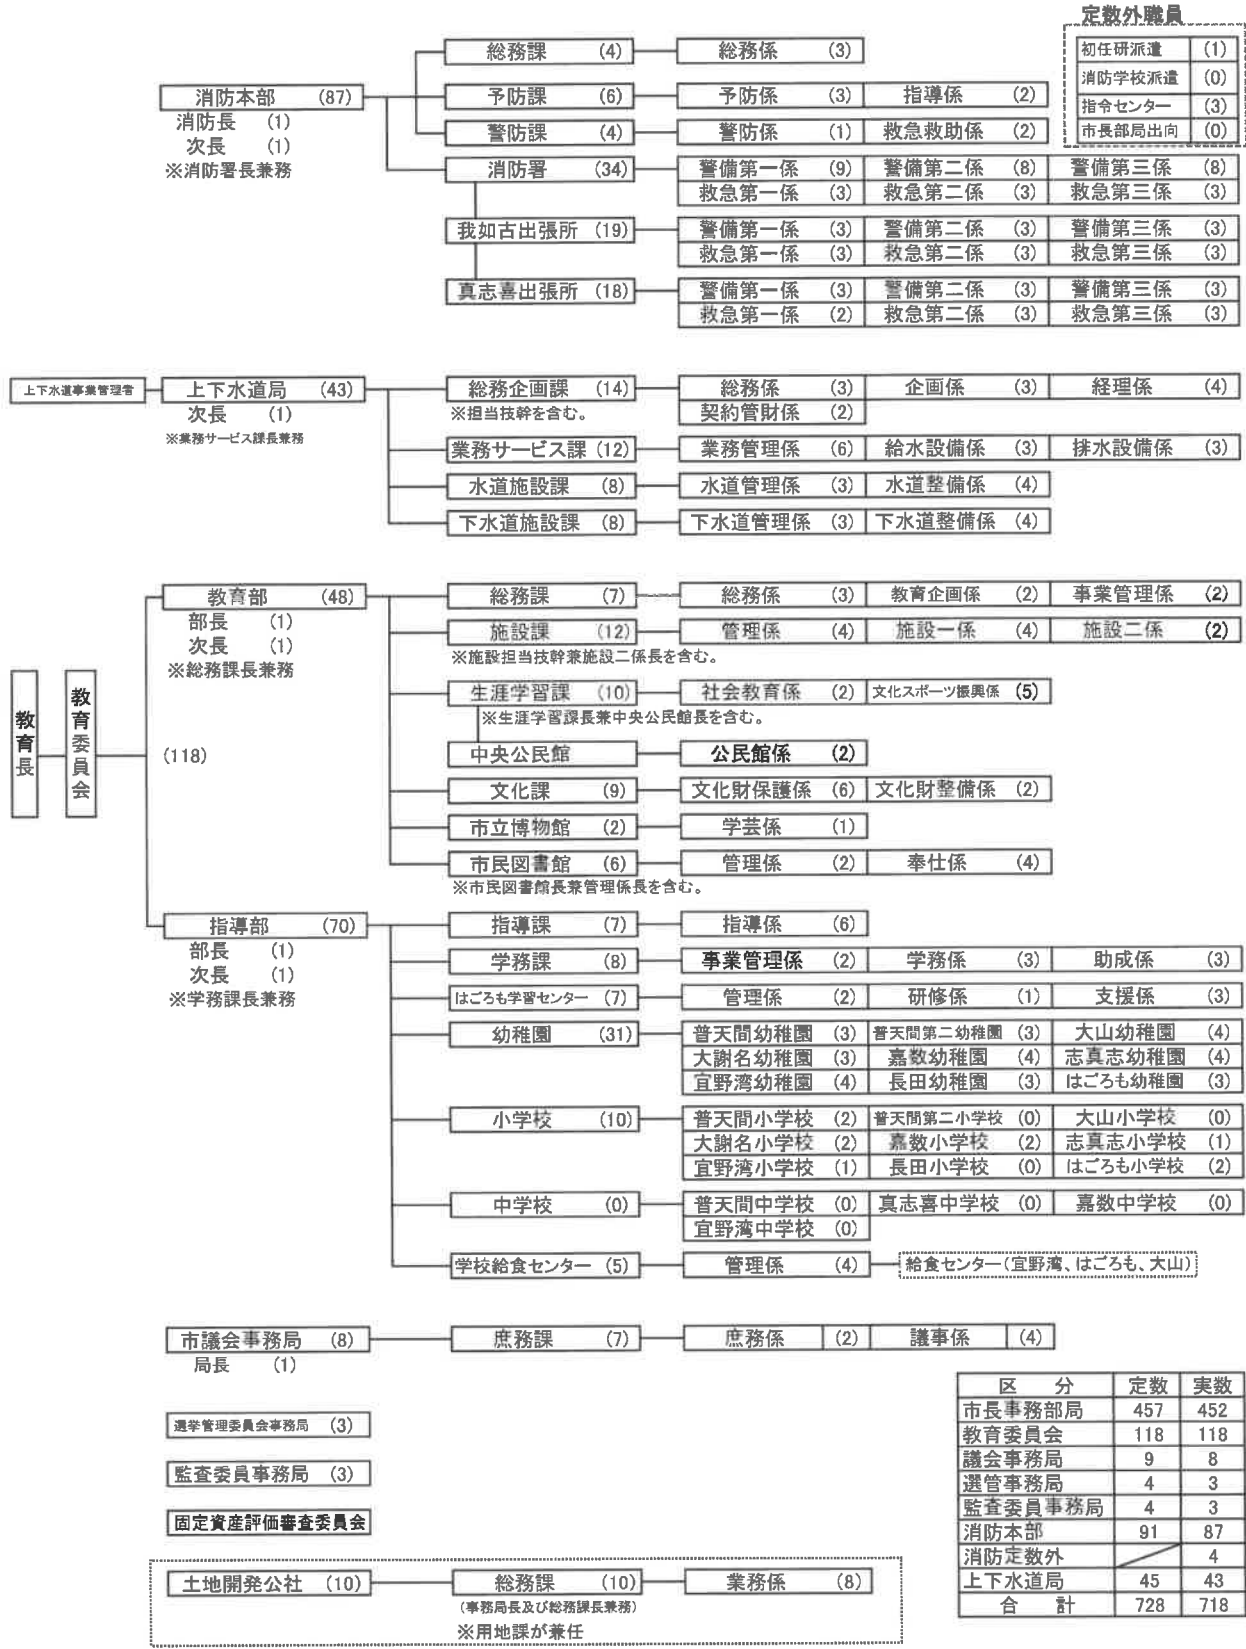 定数外職員
初任研派遣 (1)
消防学校派遣 (0)
指令センター (3)
市長部局出向 (0)
総務課 (4) 総務係 (3)
消防本部 (87) 予防課 (6) 予防係 (3) 指導係 (2)
消防長 (1)
次長 (1) 警防課 (4) 警防係 (1) 救急救助係 (2)
※消防署長兼務 消防署 (34) 警備第一係 (9) 警備第二係 (8) 警備第三係 (8)
救急第一係 (3) 救急第二係 (3) 救急第三係 (3)
我如古出張所 (19) 警備第一係 (3) 警備第二係 (3) 警備第三係 (3)
救急第一係 (3) 救急第二係 (3) 救急第三係 (3)
真志喜出張所 (18) 警備第一係 (3) 警備第二係 (3) 警備第三係 (3)
救急第一係 (2) 救急第二係 (3) 救急第三係 (3)
上下水道事業管理者 上下水道局 (43) 総務企画課 (14) 総務係 (3) 企画係 (3) 経理係 (4)
次長 (1) ※担当技幹を含む。 契約管財係 (2)
※業務サービス課長兼務 業務サービス課 (12) 業務管理係 (6) 給水設備係 (3) 排水設備係 (3)
水道施設課 (8) 水道管理係 (3) 水道整備係 (4)
下水道施設課 (8) 下水道管理係 (3) 下水道整備係 (4)
教育長
教育委員会
(118)
教育部 (48) 総務課 (7) 総務係 (3) 教育企画係 (2) 事業管理係 (2)
部長 (1) 施設課 (12) 管理係 (4) 施設一係 (4) 施設二係 (2)
次長 (1) ※施設担当技幹兼施設二係長を含む。
※総務課長兼務
生涯学習課 (10) 社会教育係 (2) 文化スポーツ振興係 (5)
※生涯学習課長兼中央公民館長を含む。
中央公民館 公民館係 (2)
文化課 (9) 文化財保護係 (6) 文化財整備係 (2)
市立博物館 (2) 学芸係 (1)
市民図書館 (6) 管理係 (2) 奉仕係 (4)
※市民図書館長兼管理係長を含む。
指導部 (70) 指導課 (7) 指導係 (6)
部長 (1) 学務課 (8) 事業管理係 (2) 学務係 (3) 助成係 (3)
次長 (1)
※学務課長兼務 はごろも学習センター (7) 管理係 (2) 研修係 (1) 支援係 (3)
幼稚園 (31) 普天間幼稚園 (3) 普天間第二幼稚園 (3) 大山幼稚園 (4)
大謝名幼稚園 (3) 嘉数幼稚園 (4) 志真志幼稚園 (4)
宜野湾幼稚園 (4) 長田幼稚園 (3) はごろも幼稚園 (3)
小学校 (10) 普天間小学校 (2) 普天間第二小学校 (0) 大山小学校 (0)
大謝名小学校 (2) 嘉数小学校 (2) 志真志小学校 (1)
宜野湾小学校 (1) 長田小学校 (0) はごろも小学校 (2)
中学校 (0) 普天間中学校 (0) 真志喜中学校 (0) 嘉数中学校 (0)
宜野湾中学校 (0)
学校給食センター (5) 管理係 (4) 給食センター(宜野湾、はごろも、大山)
市議会事務局 (8) 庶務課 (7) 庶務係 (2) 議事係 (4)
局長 (1)
選挙管理委員会事務局 (3)
監査委員事務局 (3)
固定資産評価審査委員会
土地開発公社 (10) 総務課 (10) 業務係 (8)
(事務局長及び総務課長兼務)
※用地課が兼任
区 分 定数 実数
市長事務部局 457 452
教育委員会 118 118
議会事務局 9 8
選管事務局 4 3
監査委員事務局 4 3
消防本部 91 87
消防定数外 4
上下水道局 45 43
合 計 728 718